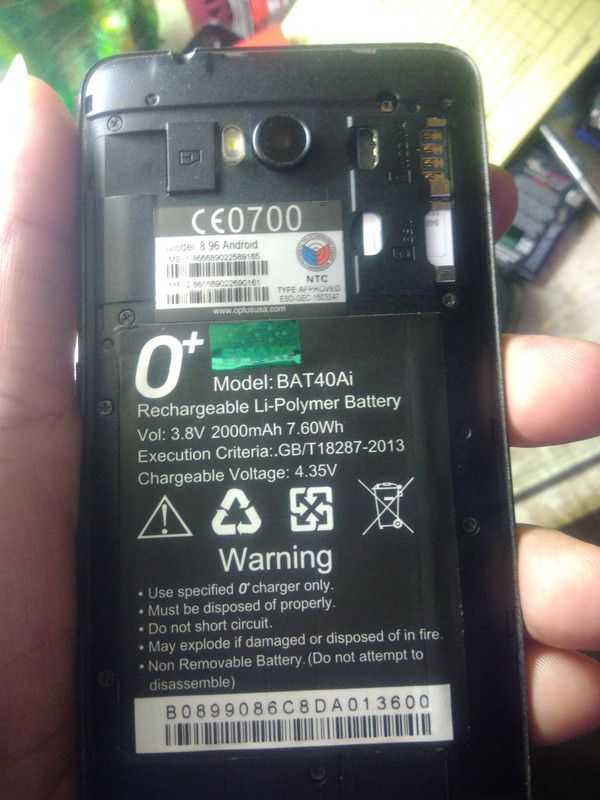 CE0700
Model: 8.96 Android
NTC
TYPE APPROVED
ESD-GEC-1503247
www.oplususa.com
O+
Model: BAT40Ai
Rechargeable Li-Polymer Battery
Vol: 3.8V 2000mAh 7.60Wh
Execution Criteria:.GB/T18287-2013
Chargeable Voltage: 4.35V
Warning
• Use specified O+ charger only.
• Must be disposed of properly.
• Do not short circuit.
• May explode if damaged or disposed of in fire.
• Non Removable Battery.(Do not attempt to
disassemble)
B0899086C8DA013600